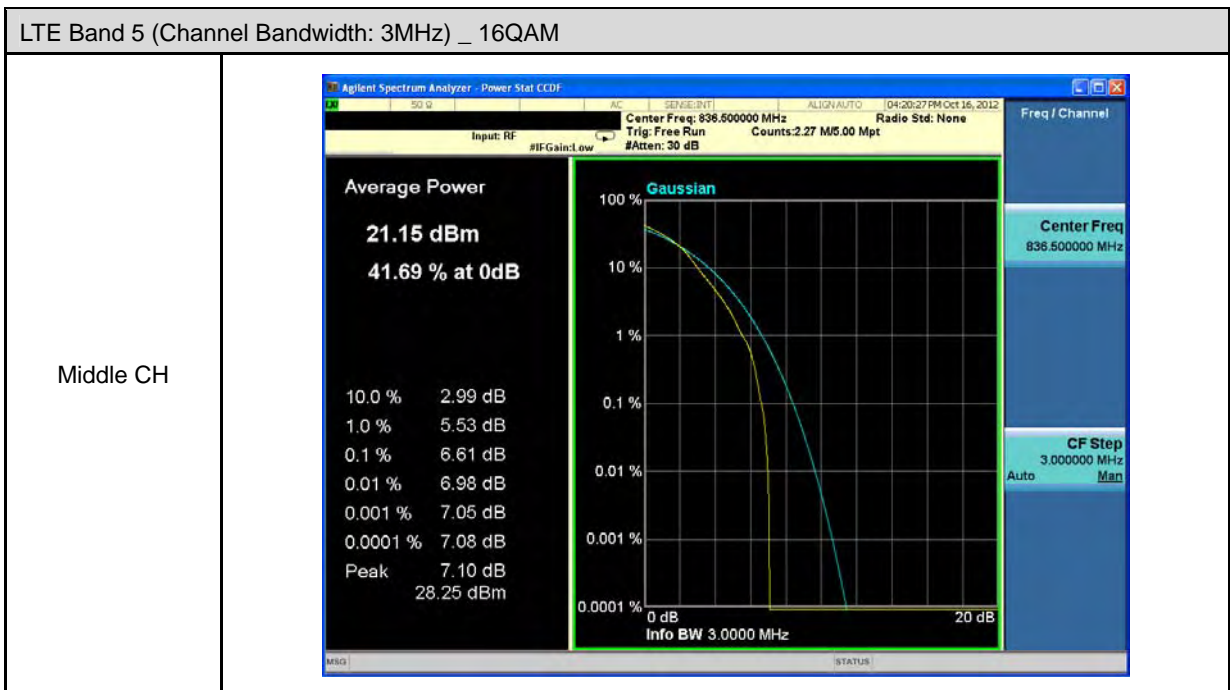 LTE Band 5 (Channel Bandwidth: 3MHz) _ 16QAM
Middle CH
Agilent Spectrum Analyzer - Power Stat CCDF
50 Ω AC SENSE:INT ALIGN AUTO 04:20:27 PM Oct 16, 2012
Center Freq: 836.500000 MHz Radio Std: None
Input: RF Trig: Free Run Counts:2.27 M/5.00 Mpt
#IFGain:Low #Atten: 30 dB
Freq / Channel
Center Freq
836.500000 MHz
CF Step
3.000000 MHz
Auto Man
Average Power
21.15 dBm
41.69 % at 0dB
10.0 % 2.99 dB
1.0 % 5.53 dB
0.1 % 6.61 dB
0.01 % 6.98 dB
0.001 % 7.05 dB
0.0001 % 7.08 dB
Peak 7.10 dB
28.25 dBm
Gaussian
100 %
10 %
1 %
0.1 %
0.01 %
0.001 %
0.0001 %
0 dB 20 dB
Info BW 3.0000 MHz
MSG STATUS